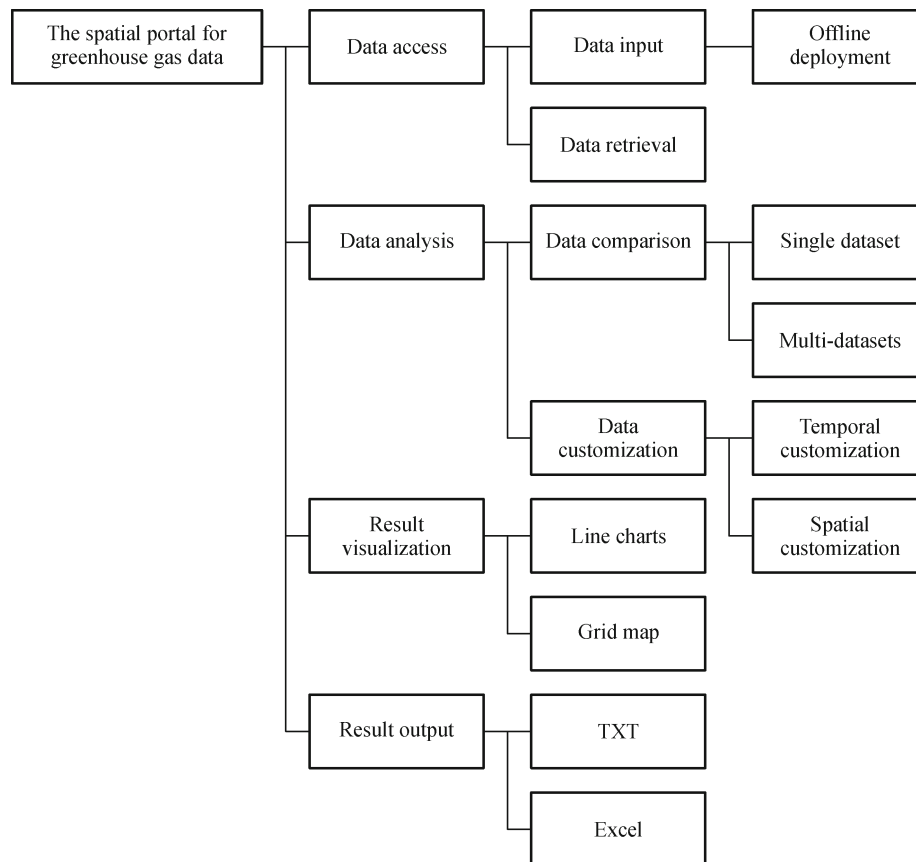 The spatial portal for
greenhouse gas data
Data access
Data input
Offline
deployment
Data retrieval
Data analysis
Data comparison
Single dataset
Multi-datasets
Data
customization
Temporal
customization
Spatial
customization
Result
visualization
Line charts
Grid map
Result output
TXT
Excel